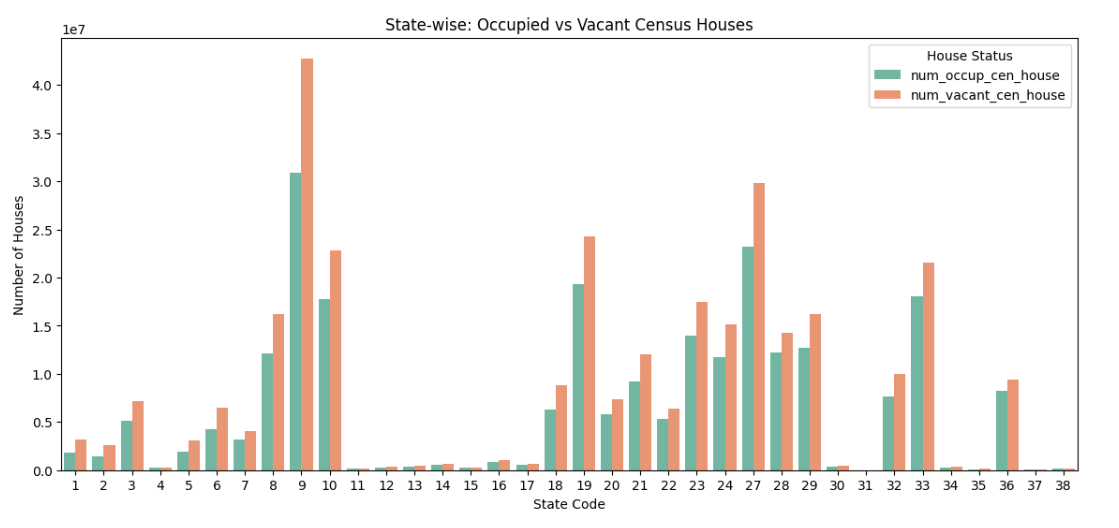 State-wise: Occupied vs Vacant Census Houses
1e7
House Status
num_occup_cen_house
num_vacant_cen_house
4.0
3.5
3.0
2.5
2.0
1.5
1.0
0.5
0.0
Number of Houses
1 2 3 4 5 6 7 8 9 10 11 12 13 14 15 16 17 18 19 20 21 22 23 24 27 28 29 30 31 32 33 34 35 36 37 38
State Code